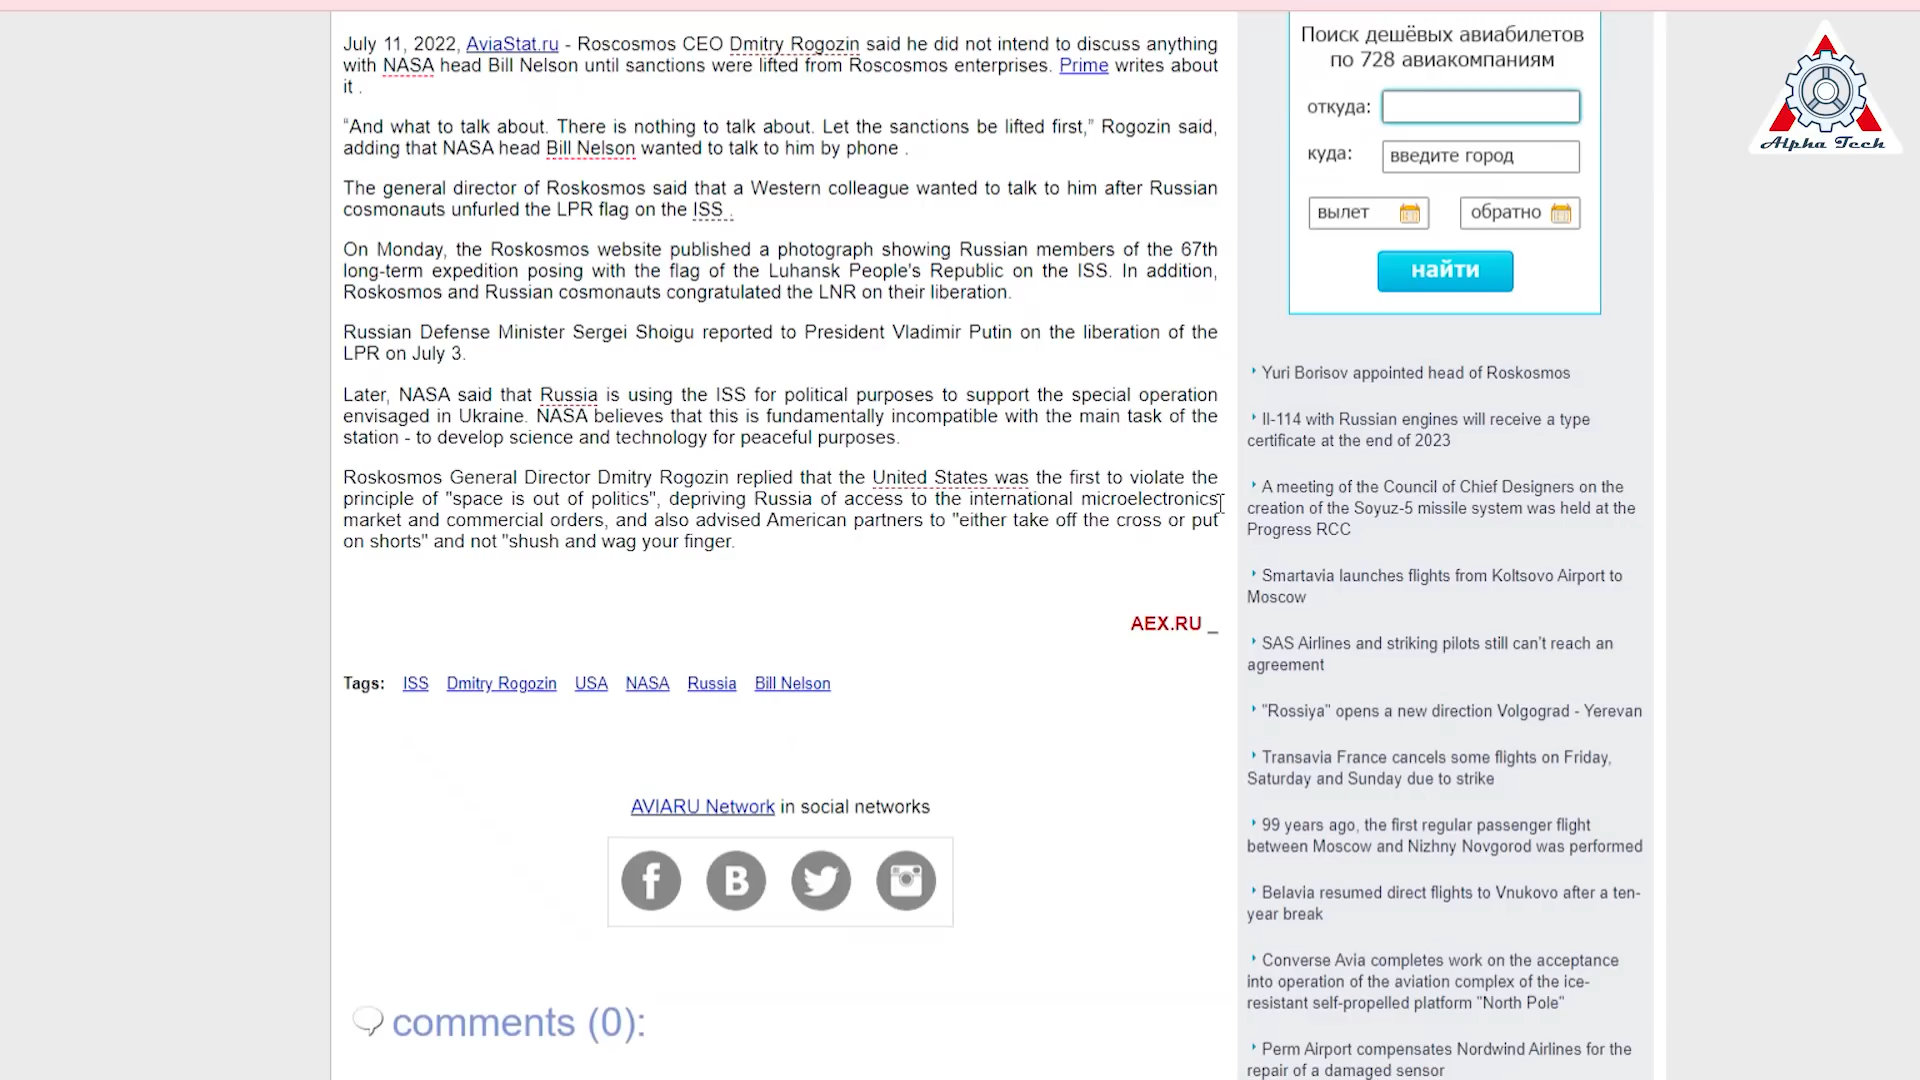 July 11, 2022, AviaStat.ru - Roscosmos CEO Dmitry Rogozin said he did not intend to discuss anything
with NASA head Bill Nelson until sanctions were lifted from Roscosmos enterprises. Prime writes about
it .
“And what to talk about. There is nothing to talk about. Let the sanctions be lifted first,” Rogozin said,
adding that NASA head Bill Nelson wanted to talk to him by phone .
The general director of Roskosmos said that a Western colleague wanted to talk to him after Russian
cosmonauts unfurled the LPR flag on the ISS .
On Monday, the Roskosmos website published a photograph showing Russian members of the 67th
long-term expedition posing with the flag of the Luhansk People's Republic on the ISS. In addition,
Roskosmos and Russian cosmonauts congratulated the LNR on their liberation.
Russian Defense Minister Sergei Shoigu reported to President Vladimir Putin on the liberation of the
LPR on July 3.
Later, NASA said that Russia is using the ISS for political purposes to support the special operation
envisaged in Ukraine. NASA believes that this is fundamentally incompatible with the main task of the
station - to develop science and technology for peaceful purposes.
Roskosmos General Director Dmitry Rogozin replied that the United States was the first to violate the
principle of "space is out of politics", depriving Russia of access to the international microelectronics
market and commercial orders, and also advised American partners to "either take off the cross or put
on shorts" and not "shush and wag your finger.
AEX.RU _
Tags: ISS Dmitry Rogozin USA NASA Russia Bill Nelson
AVIARU Network in social networks
comments (0):
Поиск дешёвых авиабилетов
по 728 авиакомпаниям
откуда:
куда: введите город
вылет обратно
найти
Yuri Borisov appointed head of Roskosmos
Il-114 with Russian engines will receive a type
certificate at the end of 2023
A meeting of the Council of Chief Designers on the
creation of the Soyuz-5 missile system was held at the
Progress RCC
Smartavia launches flights from Koltsovo Airport to
Moscow
SAS Airlines and striking pilots still can't reach an
agreement
"Rossiya" opens a new direction Volgograd - Yerevan
Transavia France cancels some flights on Friday,
Saturday and Sunday due to strike
99 years ago, the first regular passenger flight
between Moscow and Nizhny Novgorod was performed
Belavia resumed direct flights to Vnukovo after a ten-
year break
Converse Avia completes work on the acceptance
into operation of the aviation complex of the ice-
resistant self-propelled platform "North Pole"
Perm Airport compensates Nordwind Airlines for the
repair of a damaged sensor
Alpha Tech